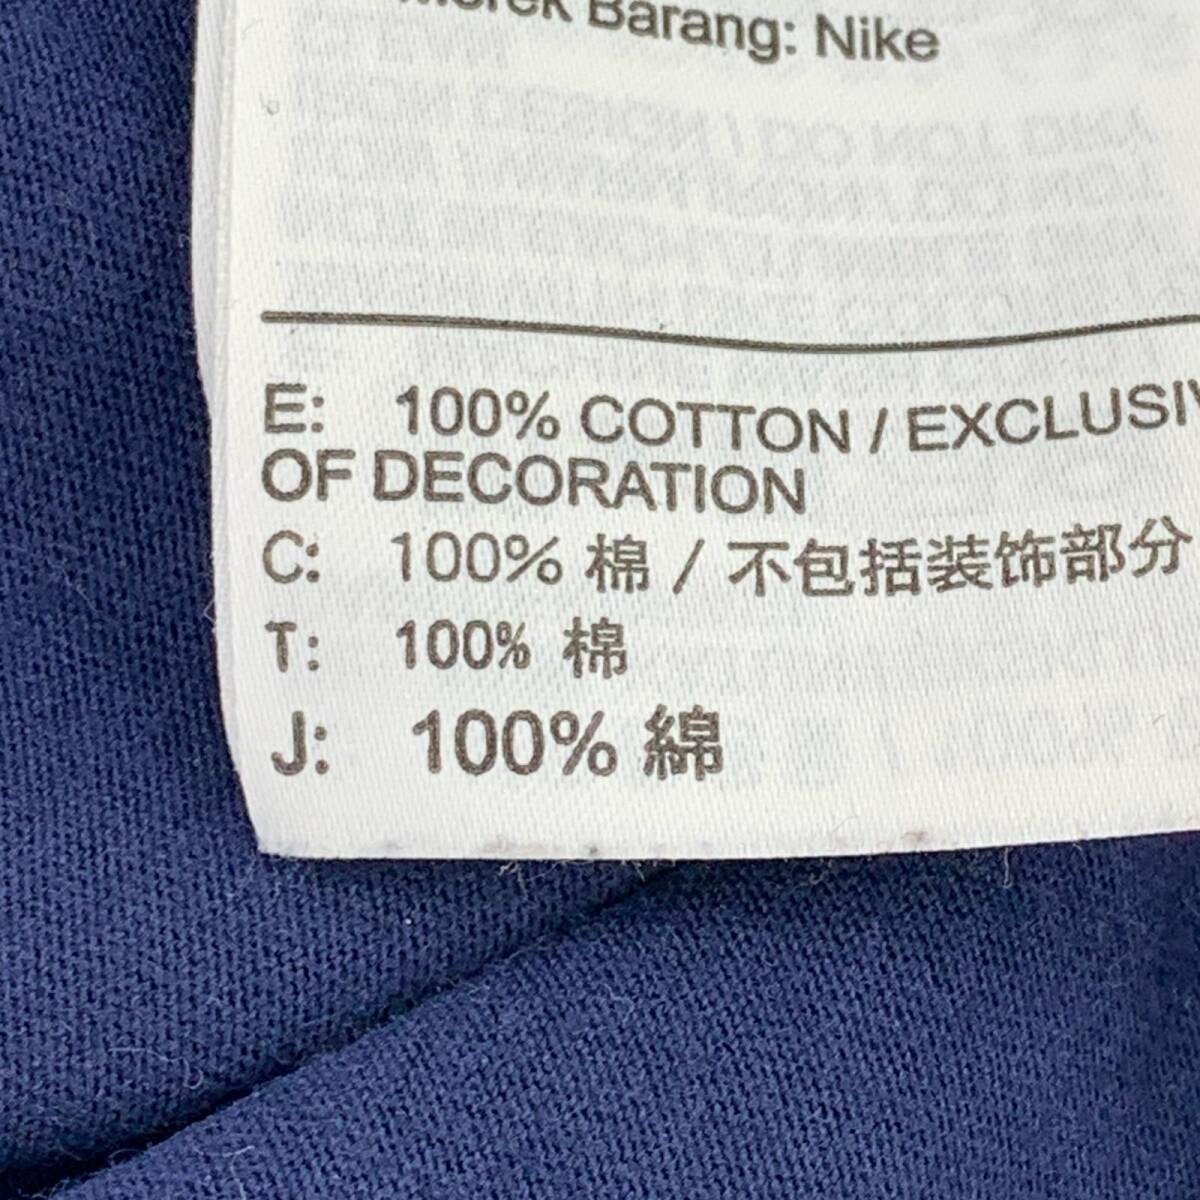 Merek Barang: Nike
E: 100% COTTON / EXCLUSIV
OF DECORATION
C: 100% 棉 / 不包括装饰部分
T: 100% 棉
J: 100% 綿